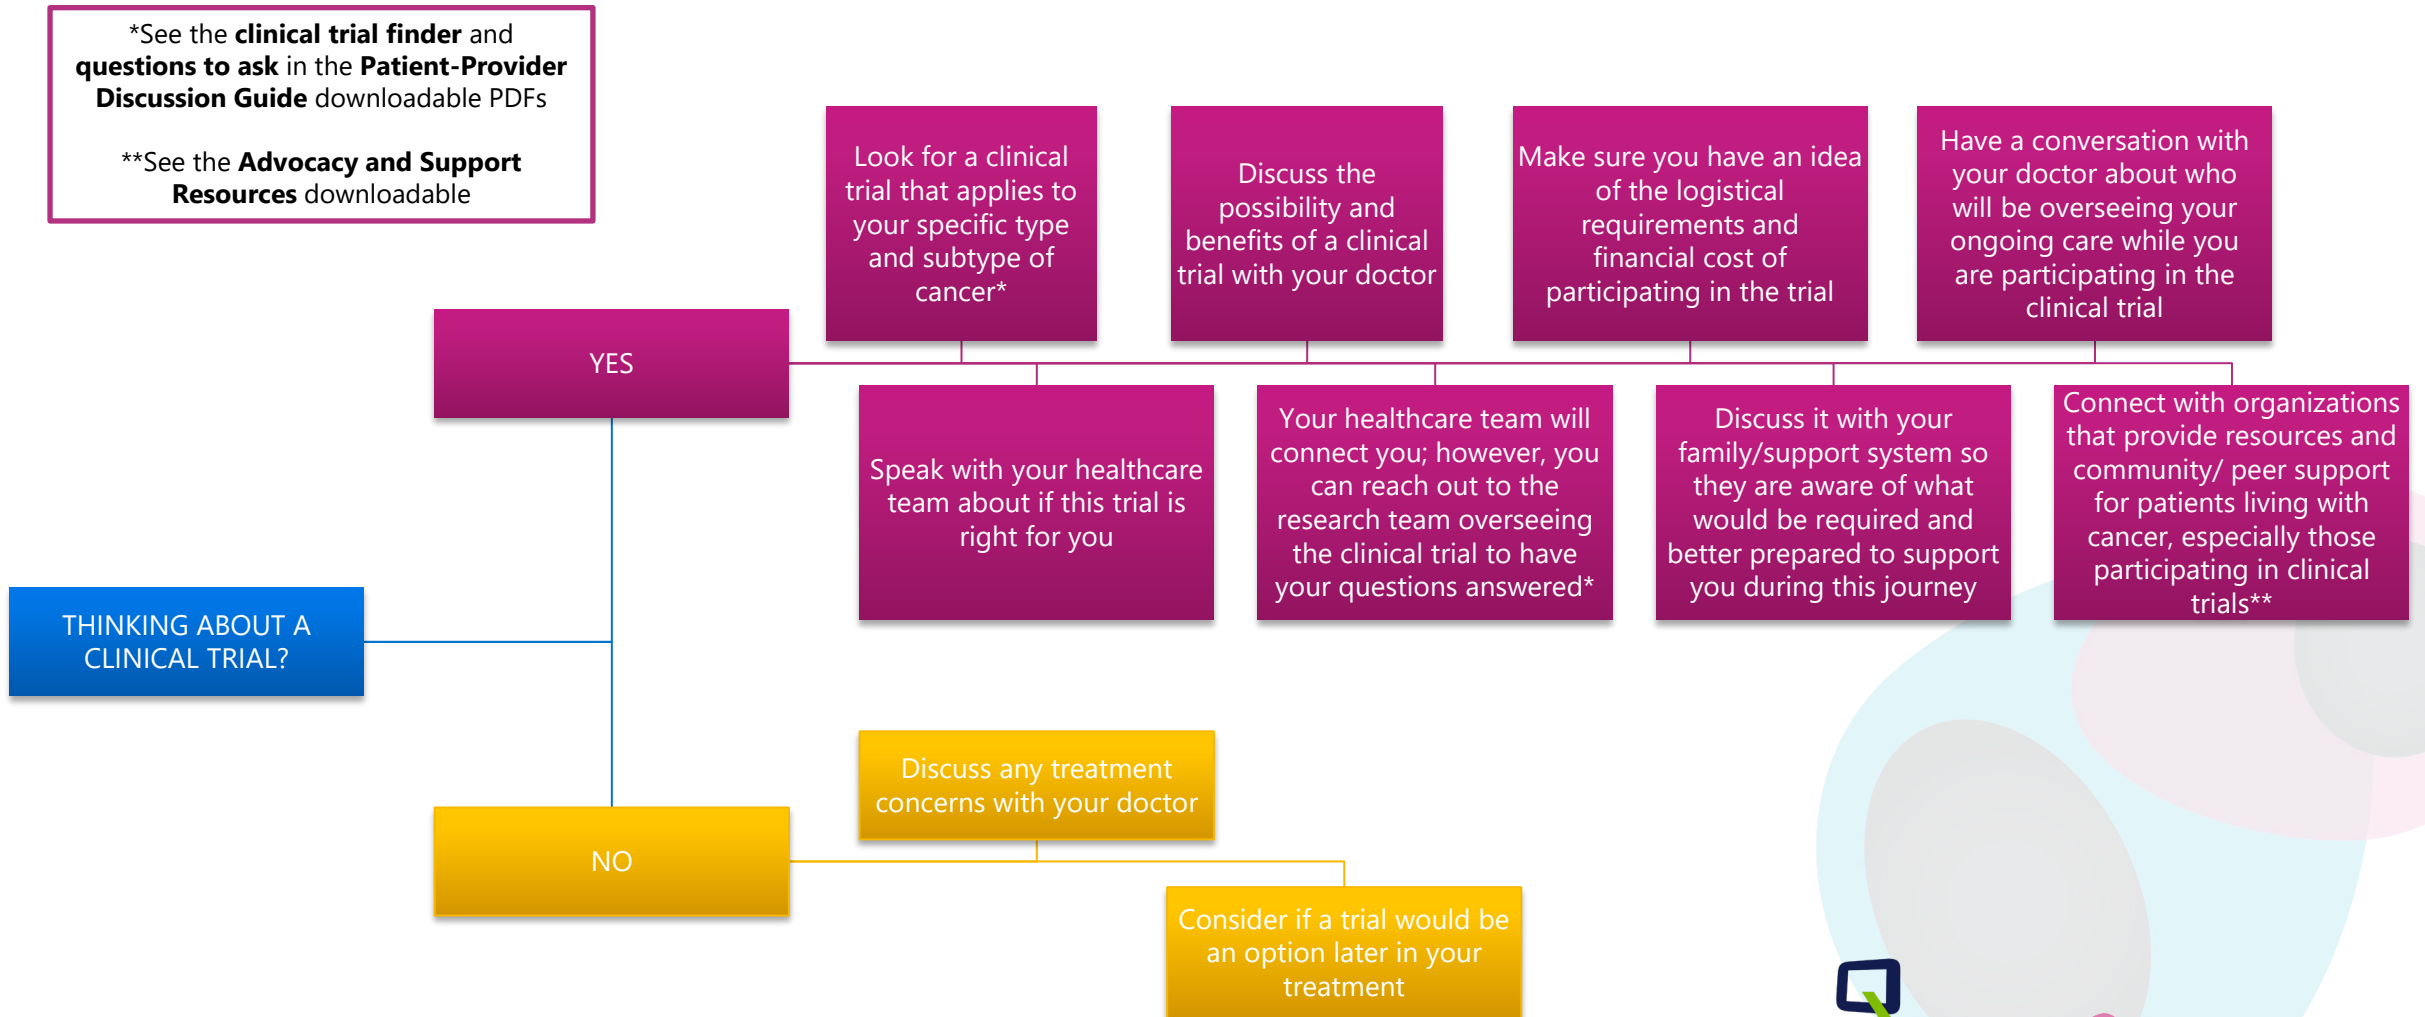 *See the clinical trial finder and
questions to ask in the Patient-Provider
Discussion Guide downloadable PDFs
**See the Advocacy and Support
Resources downloadable
THINKING ABOUT A
CLINICAL TRIAL?
YES
Look for a clinical
trial that applies to
your specific type
and subtype of
cancer*
Speak with your healthcare
team about if this trial is
right for you
Discuss the
possibility and
benefits of a clinical
trial with your doctor
Your healthcare team will
connect you; however, you
can reach out to the
research team overseeing
the clinical trial to have
your questions answered*
Make sure you have an idea
of the logistical
requirements and
financial cost of
participating in the trial
Discuss it with your
family/support system so
they are aware of what
would be required and
better prepared to support
you during this journey
Have a conversation with
your doctor about who
will be overseeing your
ongoing care while you
are participating in the
clinical trial
Connect with organizations
that provide resources and
community/ peer support
for patients living with
cancer, especially those
participating in clinical
trials**
NO
Discuss any treatment
concerns with your doctor
Consider if a trial would be
an option later in your
treatment